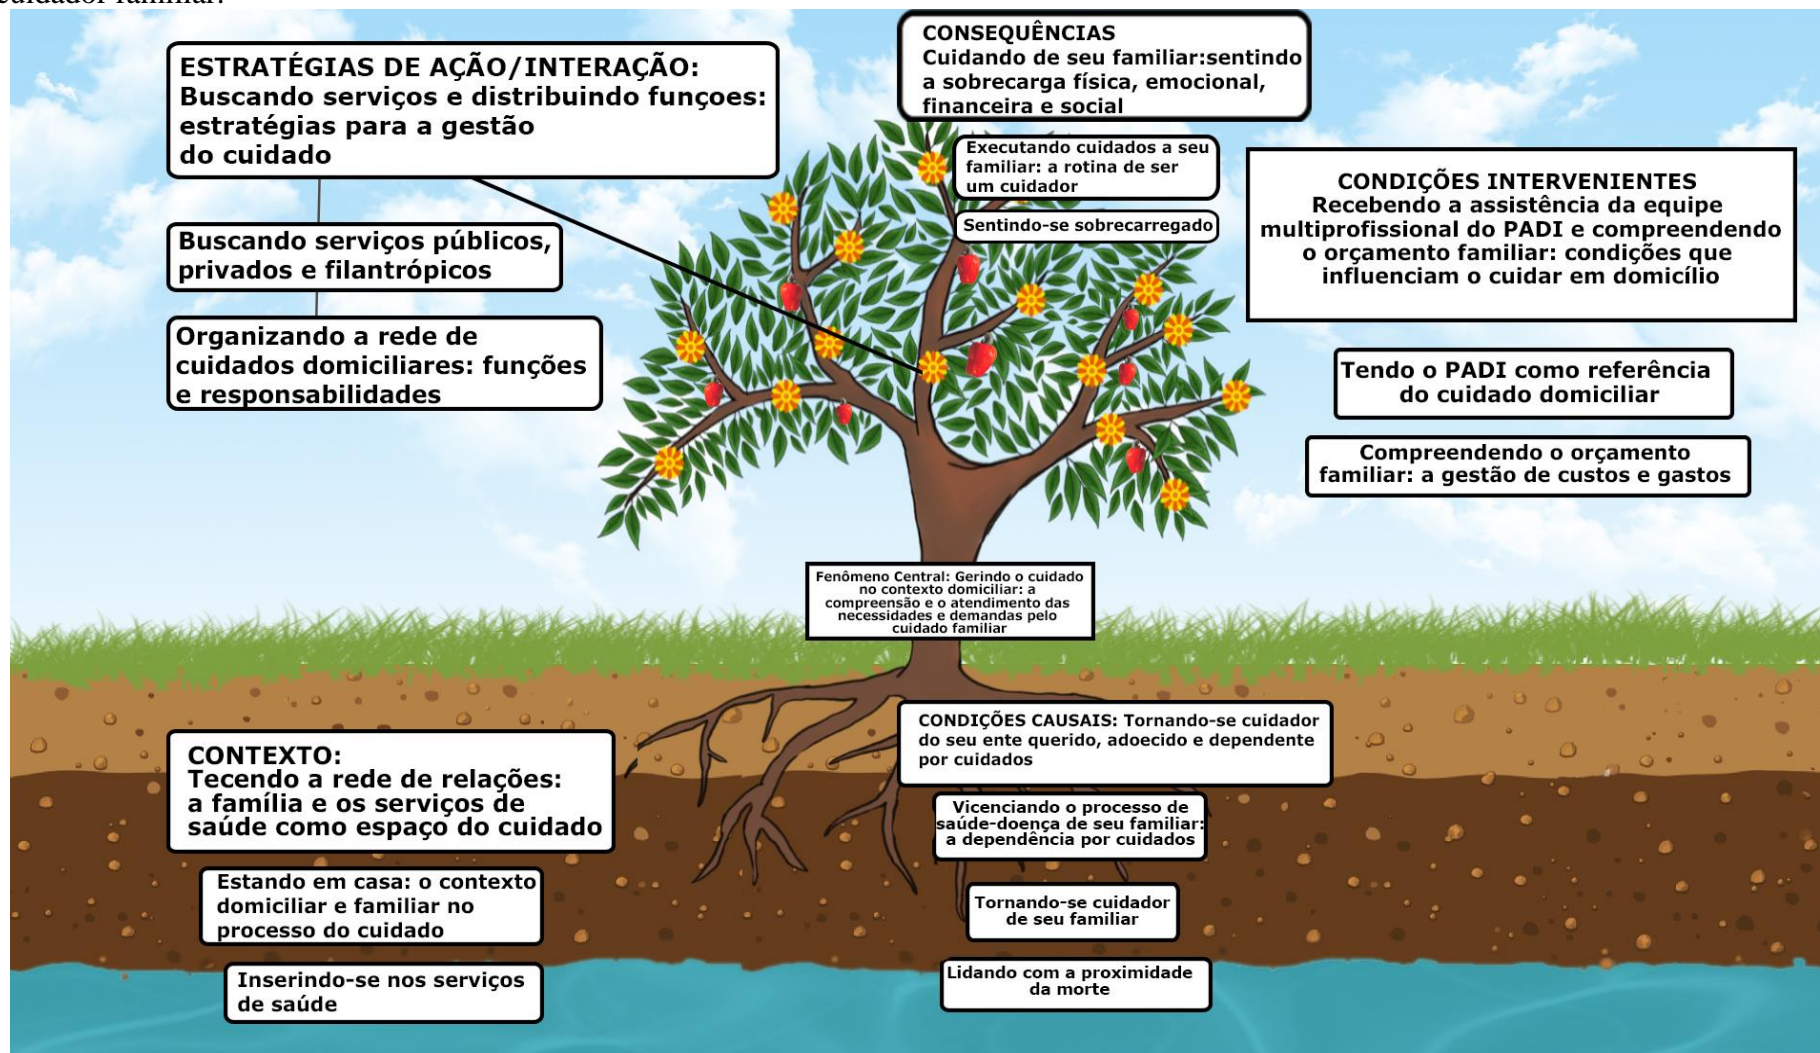 cuidador familiar.
ESTRATÉGIAS DE AÇÃO/INTERAÇÃO:
Buscando serviços e distribuindo funçoes:
estratégias para a gestão
do cuidado
Buscando serviços públicos,
privados e filantrópicos
Organizando a rede de
cuidados domiciliares: funções
e responsabilidades
CONSEQUÊNCIAS
Cuidando de seu familiar:sentindo
a sobrecarga física, emocional,
financeira e social
Executando cuidados a seu
familiar: a rotina de ser
um cuidador
Sentindo-se sobrecarregado
CONDIÇÕES INTERVENIENTES
Recebendo a assistência da equipe
multiprofissional do PADI e compreendendo
o orçamento familiar: condições que
influenciam o cuidar em domicílio
Tendo o PADI como referência
do cuidado domiciliar
Compreendendo o orçamento
familiar: a gestão de custos e gastos
Fenômeno Central: Gerindo o cuidado
no contexto domiciliar: a
compreensão e o atendimento das
necessidades e demandas pelo
cuidado familiar
CONTEXTO:
Tecendo a rede de relações:
a família e os serviços de
saúde como espaço do cuidado
Estando em casa: o contexto
domiciliar e familiar no
processo do cuidado
Inserindo-se nos serviços
de saúde
CONDIÇÕES CAUSAIS: Tornando-se cuidador
do seu ente querido, adoecido e dependente
por cuidados
Vicenciando o processo de
saúde-doença de seu familiar:
a dependência por cuidados
Tornando-se cuidador
de seu familiar
Lidando com a proximidade
da morte